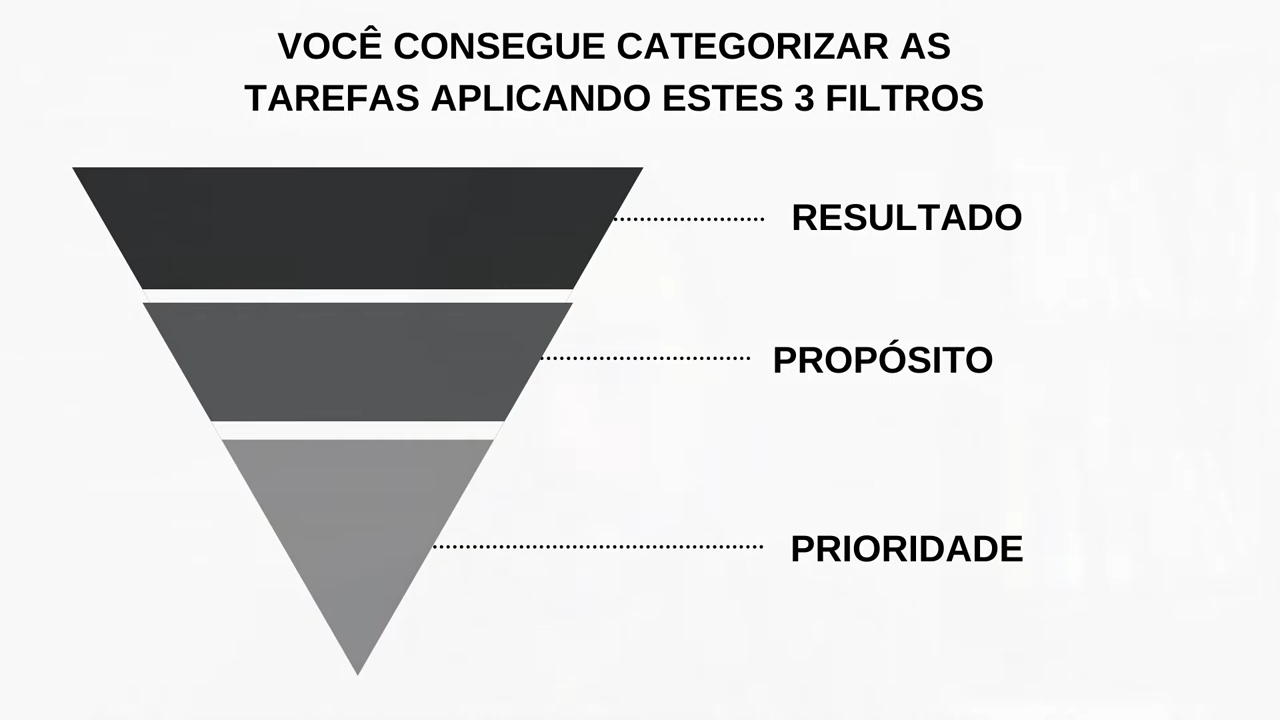 VOCÊ CONSEGUE CATEGORIZAR AS
TAREFAS APLICANDO ESTES 3 FILTROS
RESULTADO
PROPÓSITO
PRIORIDADE